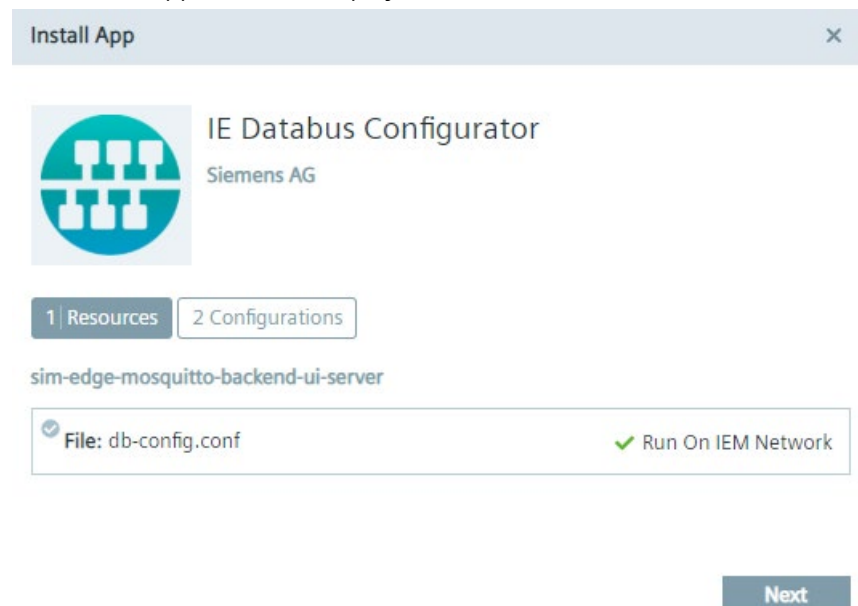 Install App
IE Databus Configurator
Siemens AG
1 Resources
2 Configurations
sim-edge-mosquitto-backend-ui-server
File: db-config.conf
Run On IEM Network
Next